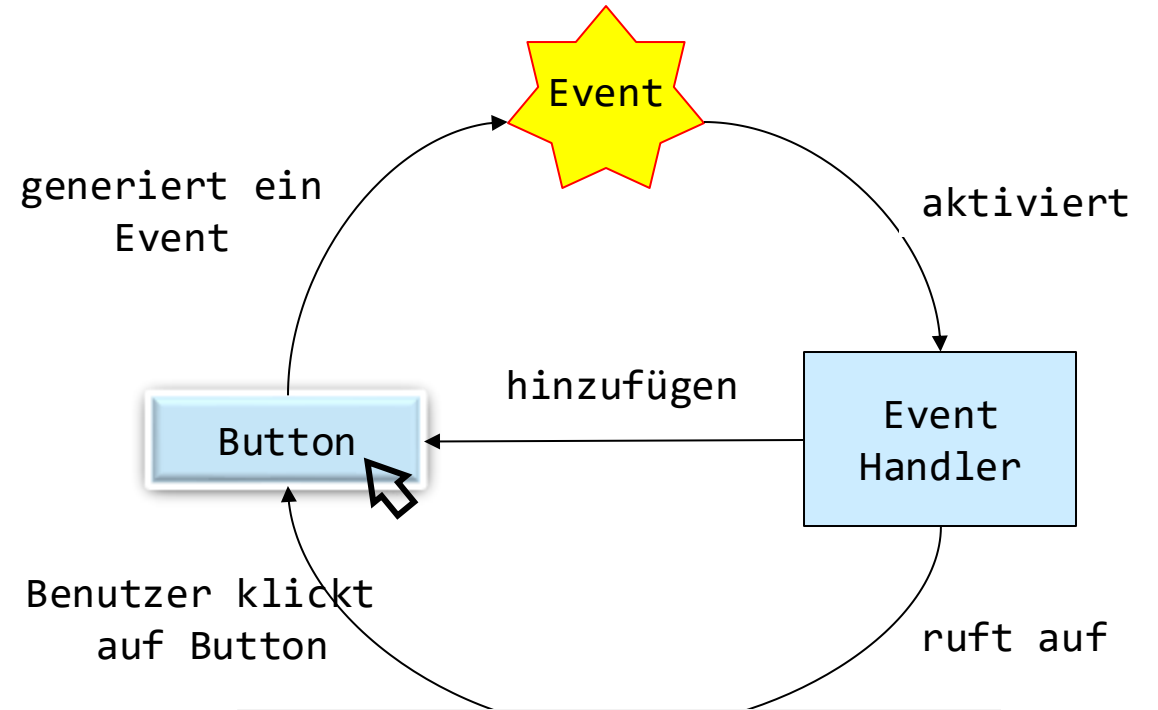 Event
generiert ein
Event
aktiviert
hinzufügen
Button
Event
Handler
Benutzer klickt
auf Button
ruft auf